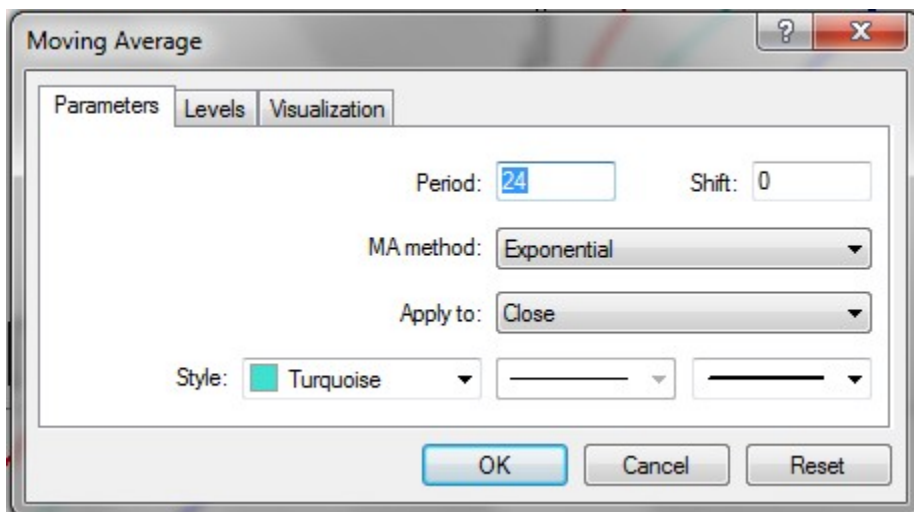 Moving Average
Parameters Levels Visualization
Period: 24 Shift: 0
MA method: Exponential
Apply to: Close
Style: Turquoise
OK Cancel Reset